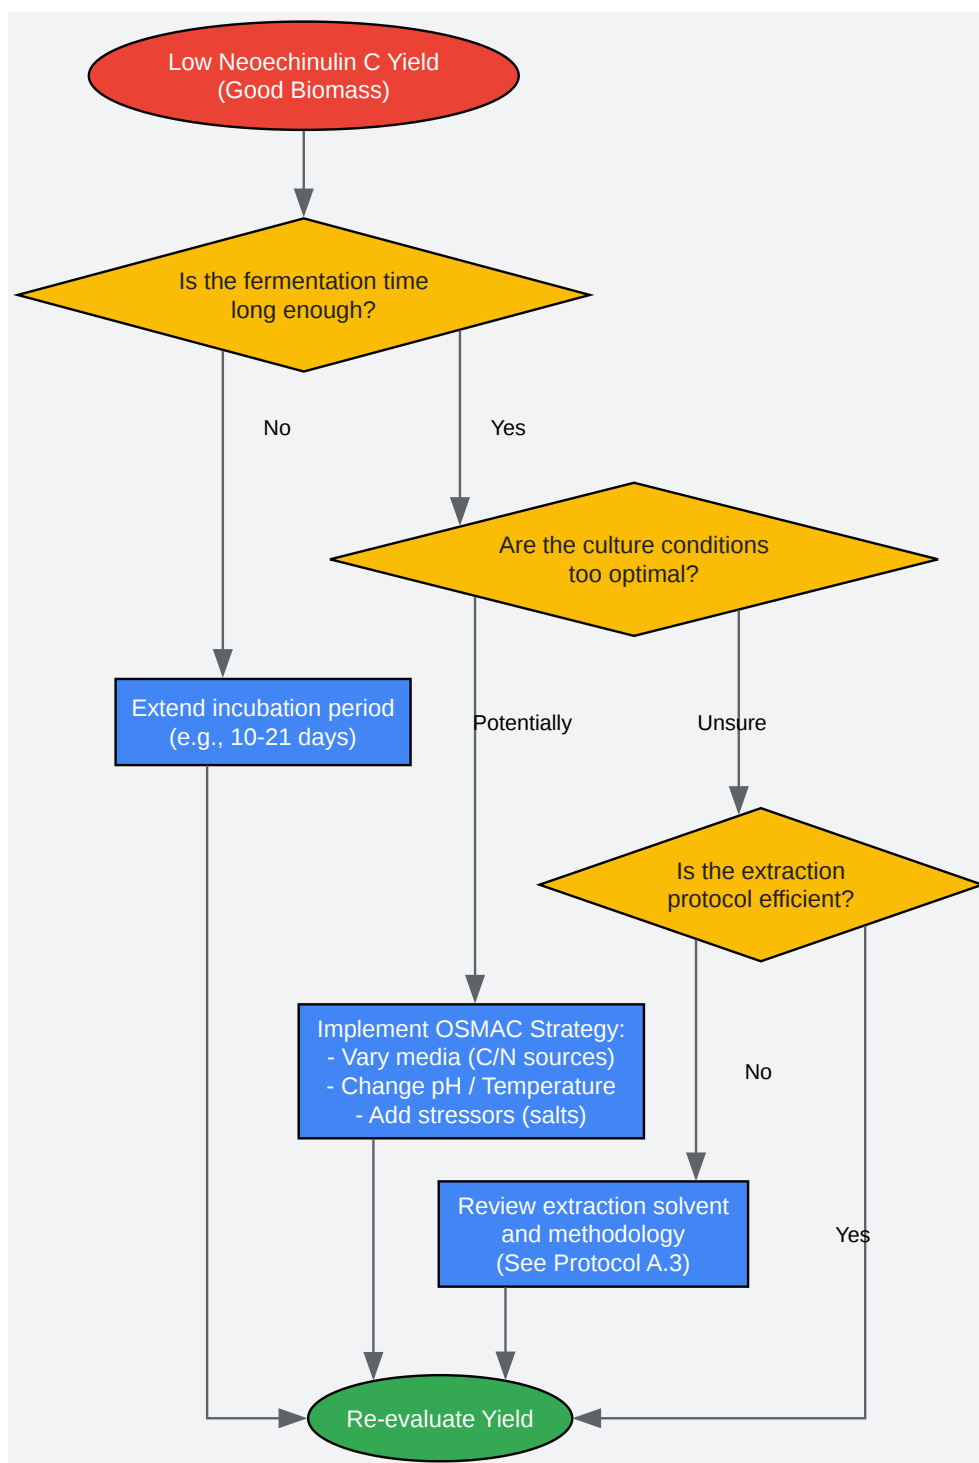 Low Neoechinulin C Yield
(Good Biomass)
Is the fermentation time
long enough?
No
Yes
Are the culture conditions
too optimal?
Extend incubation period
(e.g., 10-21 days)
Potentially
Unsure
Is the extraction
protocol efficient?
Implement OSMAC Strategy:
- Vary media (C/N sources)
- Change pH / Temperature
- Add stressors (salts)
No
Review extraction solvent
and methodology
(See Protocol A.3)
Yes
Re-evaluate Yield